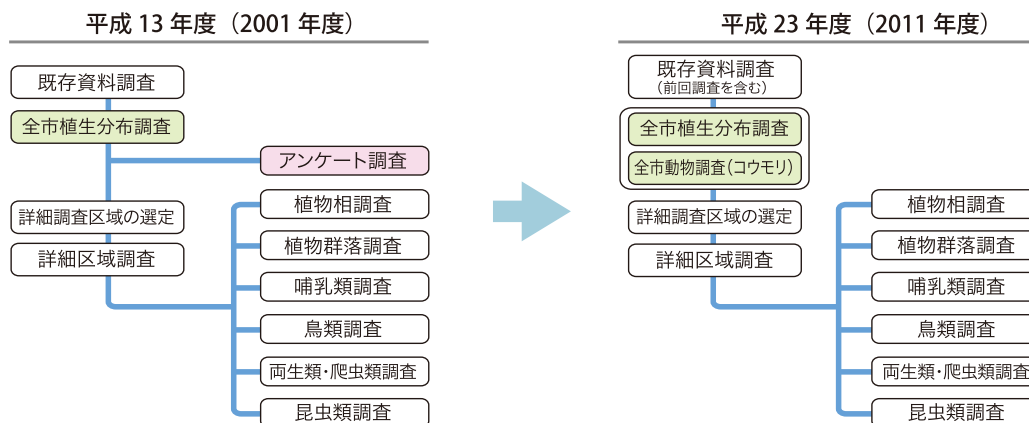 平成 13 年度（2001 年度）
既存資料調査
全市植生分布調査
アンケート調査
詳細調査区域の選定
詳細区域調査
植物相調査
植物群落調査
哺乳類調査
鳥類調査
両生類・爬虫類調査
昆虫類調査
平成 23 年度（2011 年度）
既存資料調査
（前回調査を含む）
全市植生分布調査
全市動物調査（コウモリ）
詳細調査区域の選定
詳細区域調査
植物相調査
植物群落調査
哺乳類調査
鳥類調査
両生類・爬虫類調査
昆虫類調査